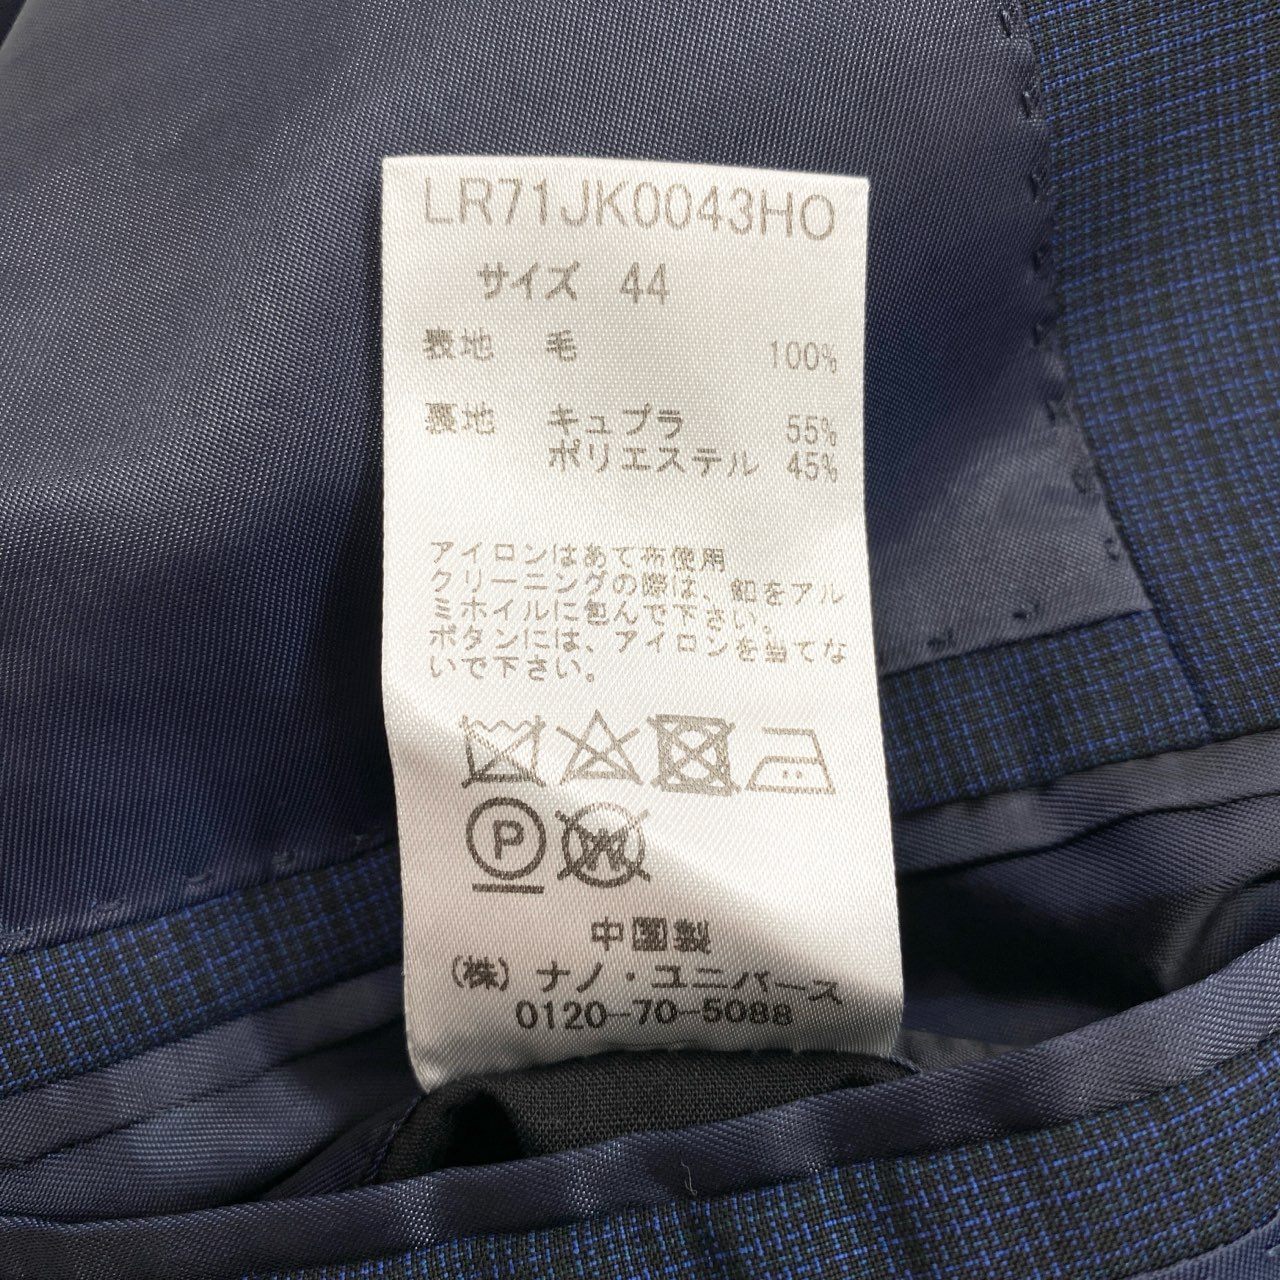 LR71JK0043HO
サイズ 44
表地 毛 100%
裏地 キュプラ 55%
ポリエステル 45%
アイロンはあて布使用
クリーニングの際は、釦をアル
ミホイルに包んで下さい。
ボタンには、アイロンを当てな
いで下さい。
P W
中国製
(株)ナノ・ユニバース
0120-70-5088